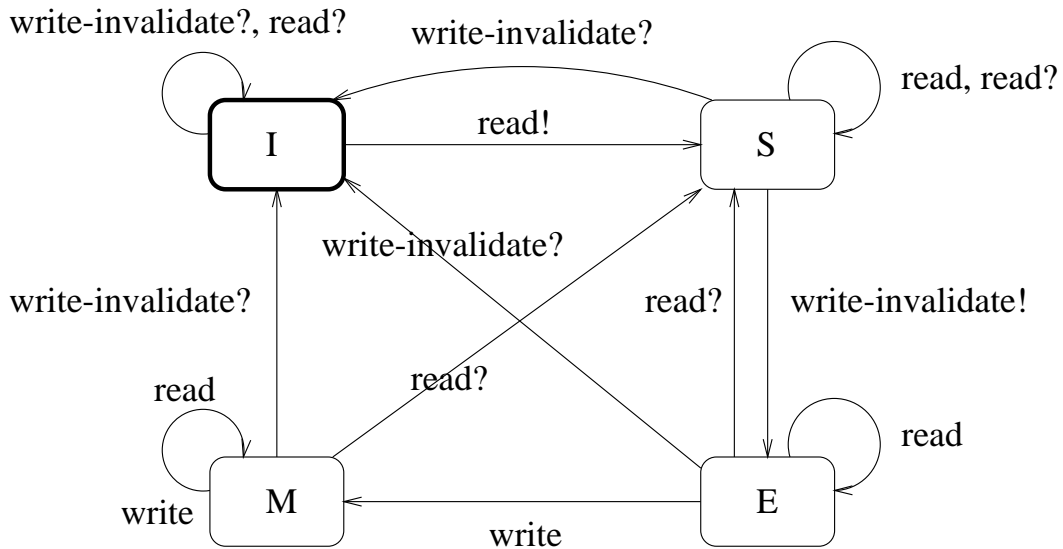 write-invalidate?, read?
write-invalidate?
read, read?
I
read!
S
write-invalidate?
write-invalidate?
read?
write-invalidate!
read
read?
read
M
write
write
E